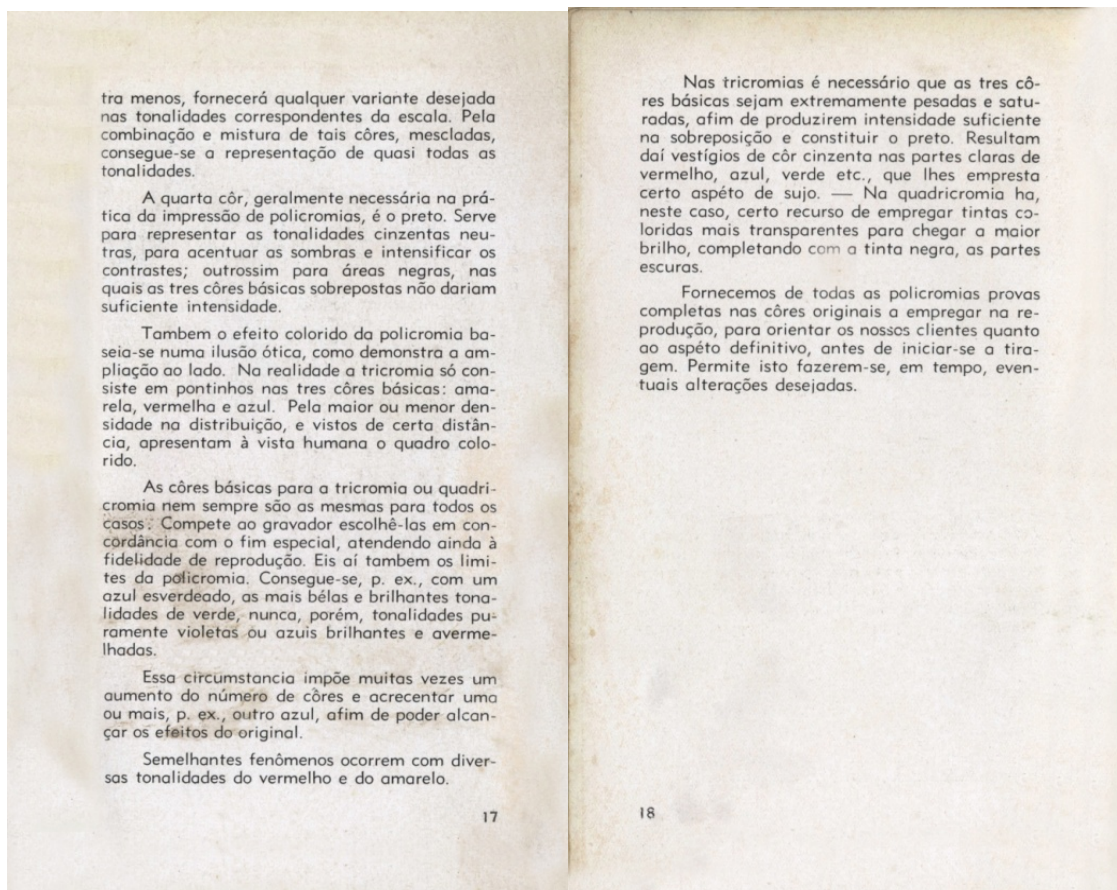 tra menos, fornecerá qualquer variante desejada
nas tonalidades correspondentes da escala. Pela
combinação e mistura de tais côres, mescladas,
consegue-se a representação de quasi todas as
tonalidades.
A quarta côr, geralmente necessária na prá-
tica da impressão de policromias, é o preto. Serve
para representar as tonalidades cinzentas neu-
tras, para acentuar as sombras e intensificar os
contrastes; outrossim para áreas negras, nas
quais as tres côres básicas sobrepostas não dariam
suficiente intensidade.
Tambem o efeito colorido da policromia ba-
seia-se numa ilusão ótica, como demonstra a am-
pliação ao lado. Na realidade a tricromia só con-
siste em pontinhos nas tres côres básicas: ama-
rela, vermelha e azul. Pela maior ou menor den-
sidade na distribuição, e vistos de certa distân-
cia, apresentam à vista humana o quadro colo-
rido.
As côres básicas para a tricromia ou quadri-
cromia nem sempre são as mesmas para todos os
casos. Compete ao gravador escolhê-las em con-
cordância com o fim especial, atendendo ainda à
fidelidade de reprodução. Eis aí tambem os limi-
tes da policromia. Consegue-se, p. ex., com um
azul esverdeado, as mais bélas e brilhantes tona-
lidades de verde, nunca, porém, tonalidades pu-
ramente violetas ou azuis brilhantes e averme-
lhadas.
Essa circumstancia impõe muitas vezes um
aumento do número de côres e acrecentar uma
ou mais, p. ex., outro azul, afim de poder alcan-
çar os efeitos do original.
Semelhantes fenômenos ocorrem com diver-
sas tonalidades do vermelho e do amarelo.
17
Nas tricromias é necessário que as tres cô-
res básicas sejam extremamente pesadas e satu-
radas, afim de produzirem intensidade suficiente
na sobreposição e constituir o preto. Resultam
daí vestígios de côr cinzenta nas partes claras de
vermelho, azul, verde etc., que lhes empresta
certo aspéto de sujo. — Na quadricromia ha,
neste caso, certo recurso de empregar tintas co-
loridas mais transparentes para chegar a maior
brilho, completando com a tinta negra, as partes
escuras.
Fornecemos de todas as policromias provas
completas nas côres originais a empregar na re-
produção, para orientar os nossos clientes quanto
ao aspéto definitivo, antes de iniciar-se a tira-
gem. Permite isto fazerem-se, em tempo, even-
tuais alterações desejadas.
18